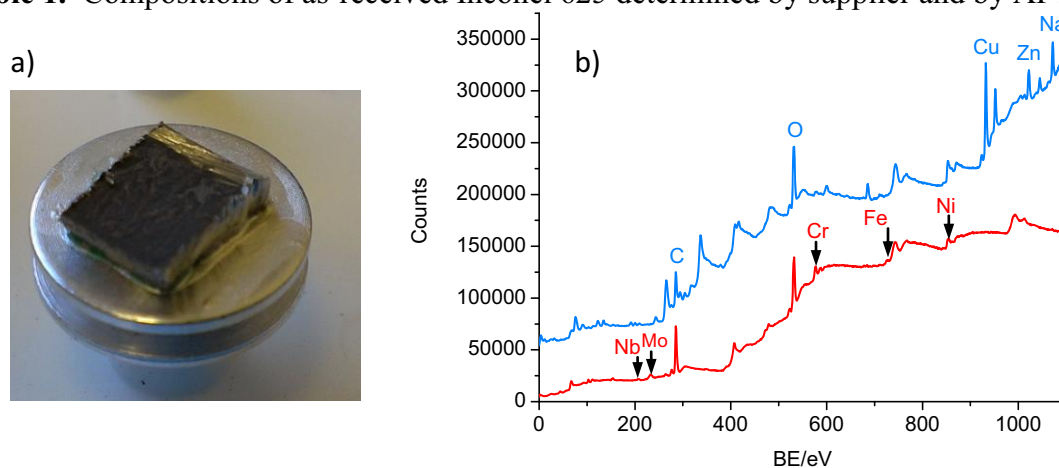 Compositions of as-received Inconel 625 determined by supplier and by
a)
b)
350000
300000
250000
200000
150000
100000
50000
0
Counts
C
O
Cu
Zn
Na
Nb
Mo
Cr
Fe
Ni
0
200
400
600
800
1000
BE/eV